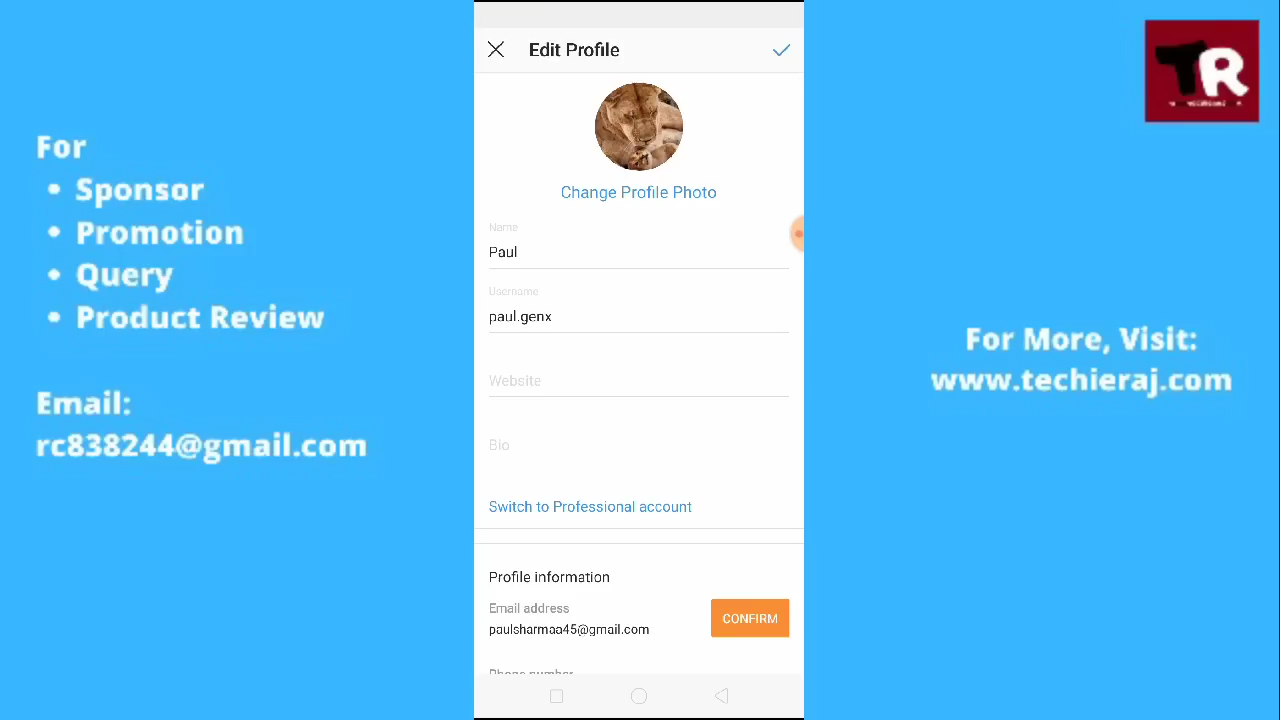 For
Sponsor
Promotion
Query
Product Review
Email:
rc838244@gmail.com
Edit Profile
Change Profile Photo
Name
Paul
Username
paul.genx
Website
Bio
Switch to Professional account
Profile information
Email address
paulsharmaa45@gmail.com
CONFIRM
Phone number
TR
For More, Visit:
www.techieraj.com